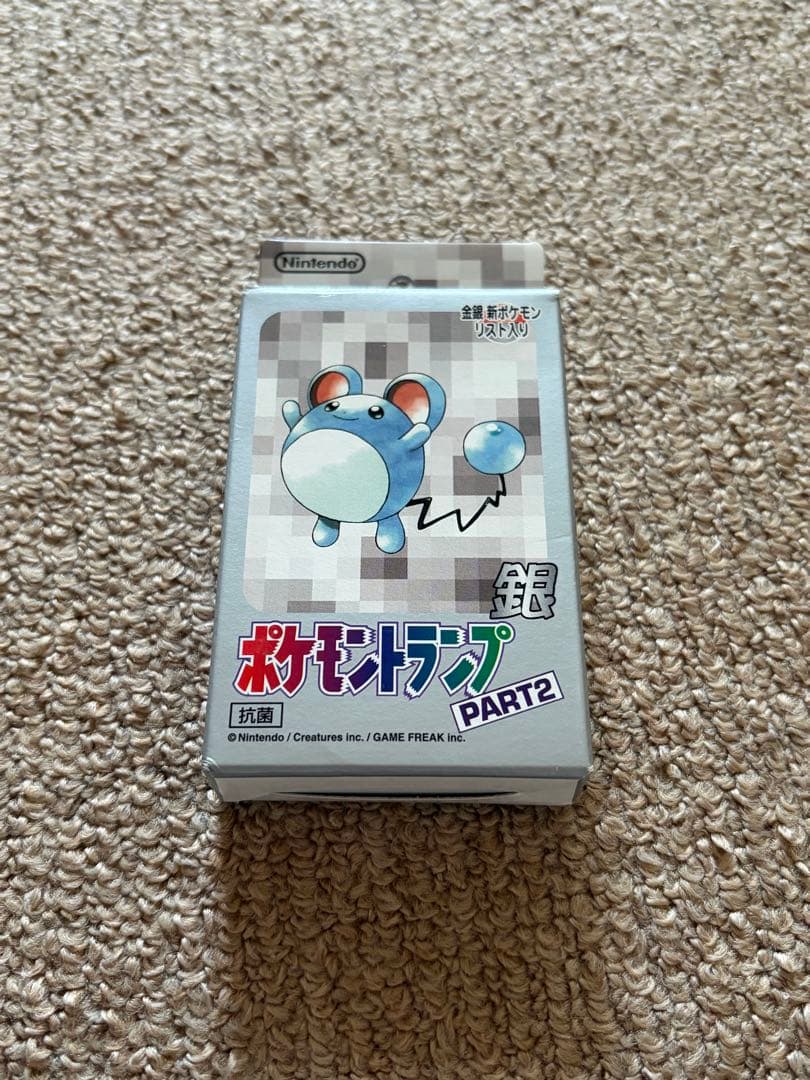 Nintendo
金銀 新ポケモン
リスト入り
銀
ポケモントランプ
PART2
抗菌
©Nintendo / Creatures inc. / GAME FREAK inc.